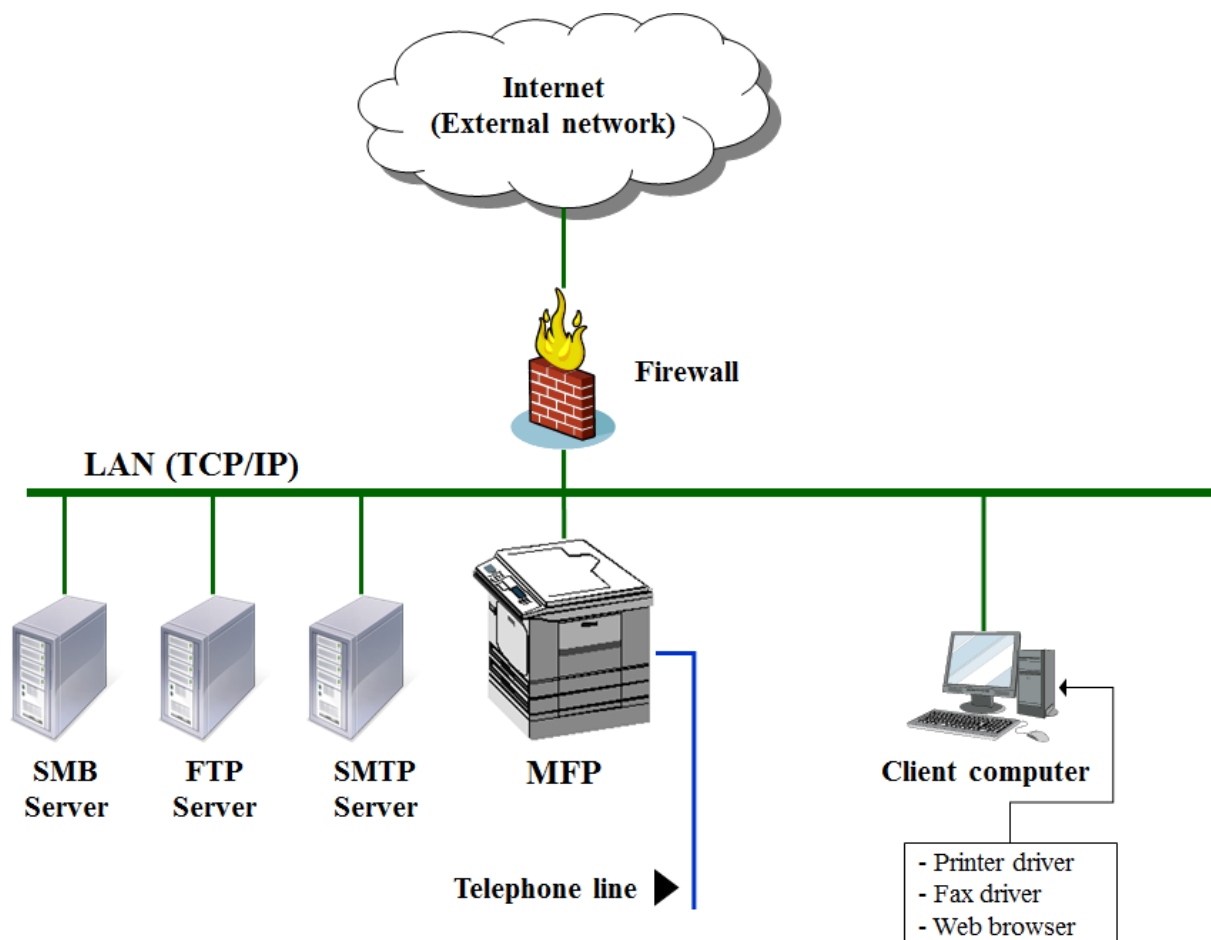 Internet
(External network)
Firewall
LAN (TCP/IP)
SMB
Server
FTP
Server
SMTP
Server
MFP
Client computer
Telephone line
- Printer driver
- Fax driver
- Web browser